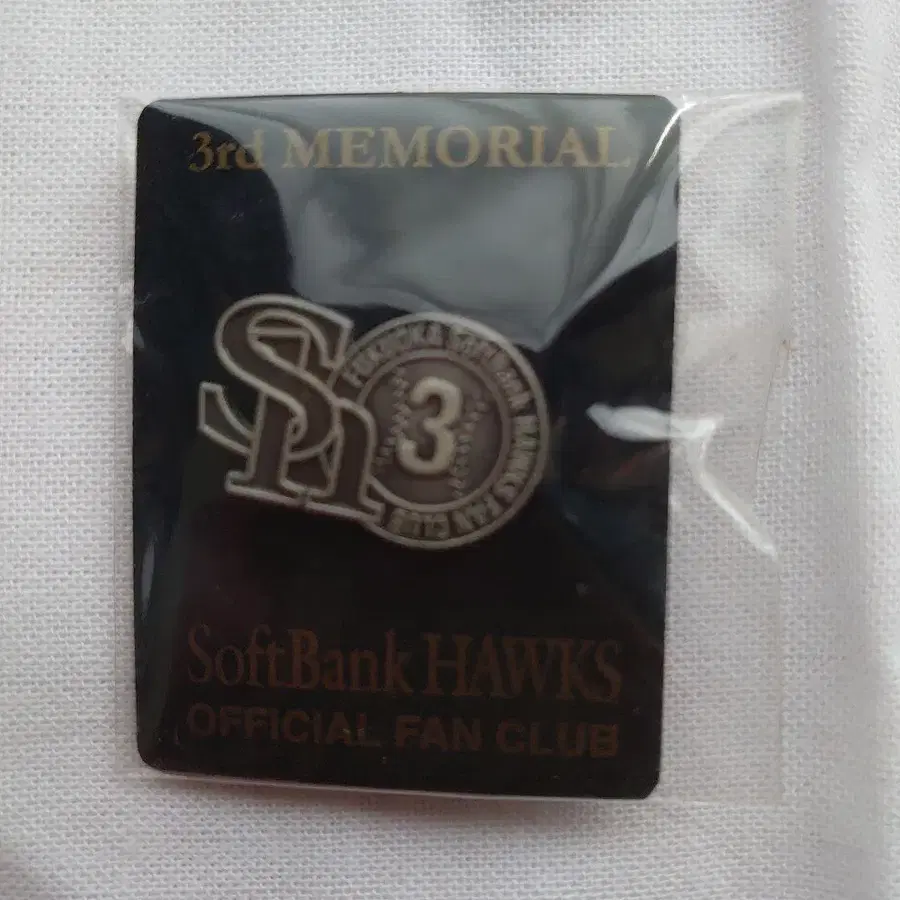 3rd MEMORIAL
SH
FUKUOKA SOFTBANK HAWKS FAN CLUB
3
SoftBank HAWKS
OFFICIAL FAN CLUB